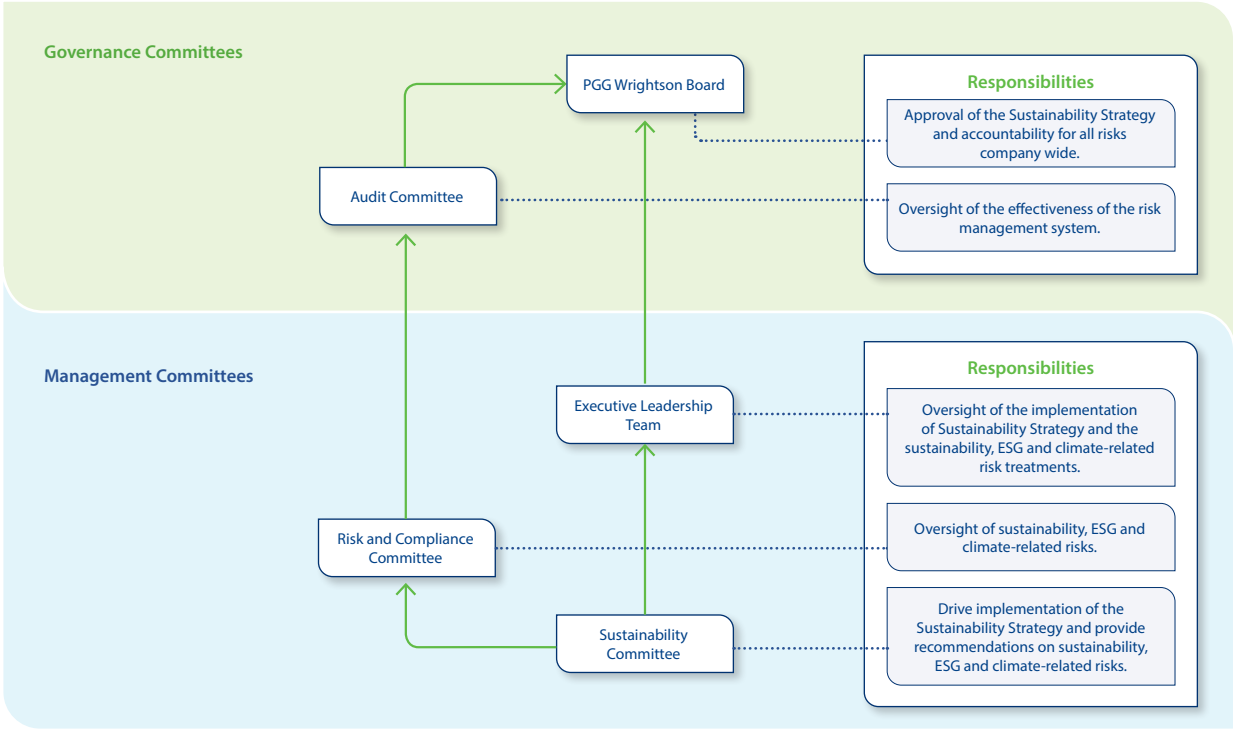 Governance Committees
PGG Wrightson Board
Audit Committee
Responsibilities
Approval of the Sustainability Strategy
and accountability for all risks
company wide.
Oversight of the effectiveness of the risk
management system.
Management Committees
Executive Leadership
Team
Risk and Compliance
Committee
Sustainability
Committee
Responsibilities
Oversight of the implementation
of Sustainability Strategy and the
sustainability, ESG and climate-related
risk treatments.
Oversight of sustainability, ESG and
climate-related risks.
Drive implementation of the
Sustainability Strategy and provide
recommendations on sustainability,
ESG and climate-related risks.